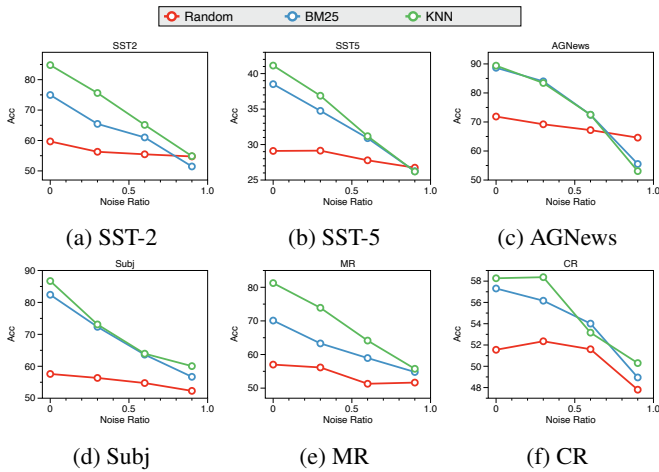 Random BM25 KNN
SST2
Acc
80
70
60
50
0 0.5 1.0
Noise Ratio
(a) SST-2
SST5
Acc
40
35
30
25
0 0.5 1.0
Noise Ratio
(b) SST-5
AGNews
Acc
90
80
70
60
50
0 0.5 1.0
Noise Ratio
(c) AGNews
Subj
Acc
90
80
70
60
50
0 0.5 1.0
Noise Ratio
(d) Subj
MR
Acc
80
70
60
50
0 0.5 1.0
Noise Ratio
(e) MR
CR
Acc
58
56
54
52
50
48
0 0.5 1.0
Noise Ratio
(f) CR